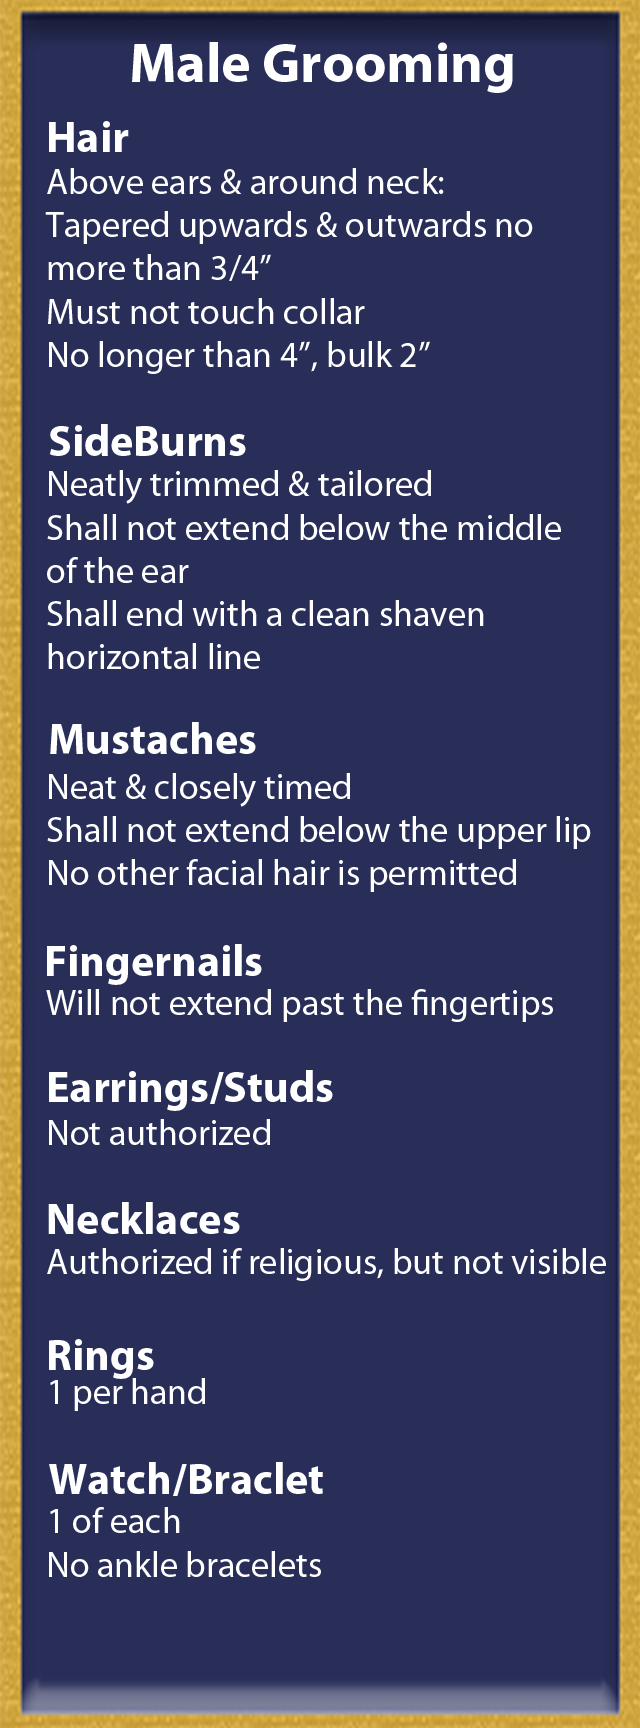 Male Grooming
Hair
Above ears & around neck:
Tapered upwards & outwards no
more than 3/4”
Must not touch collar
No longer than 4”, bulk 2”
SideBurns
Neatly trimmed & tailored
Shall not extend below the middle
of the ear
Shall end with a clean shaven
horizontal line
Mustaches
Neat & closely timed
Shall not extend below the upper lip
No other facial hair is permitted
Fingernails
Will not extend past the fingertips
Earrings/Studs
Not authorized
Necklaces
Authorized if religious, but not visible
Rings
1 per hand
Watch/Braclet
1 of each
No ankle bracelets